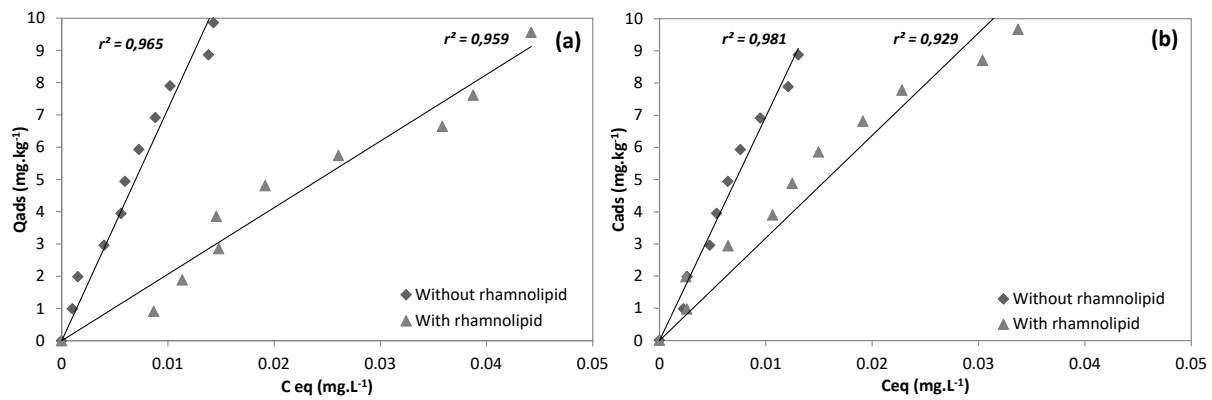 10
9
8
7
6
5
4
3
2
1
0
Qads (mg.kg⁻¹)
r² = 0,965
r² = 0,959
(a)
Without rhamnolipid
With rhamnolipid
0 0.01 0.02 0.03 0.04 0.05
C eq (mg.L⁻¹)
10
9
8
7
6
5
4
3
2
1
0
Cads (mg.kg⁻¹)
r² = 0,981
r² = 0,929
(b)
Without rhamnolipid
With rhamnolipid
0 0.01 0.02 0.03 0.04 0.05
Ceq (mg.L⁻¹)